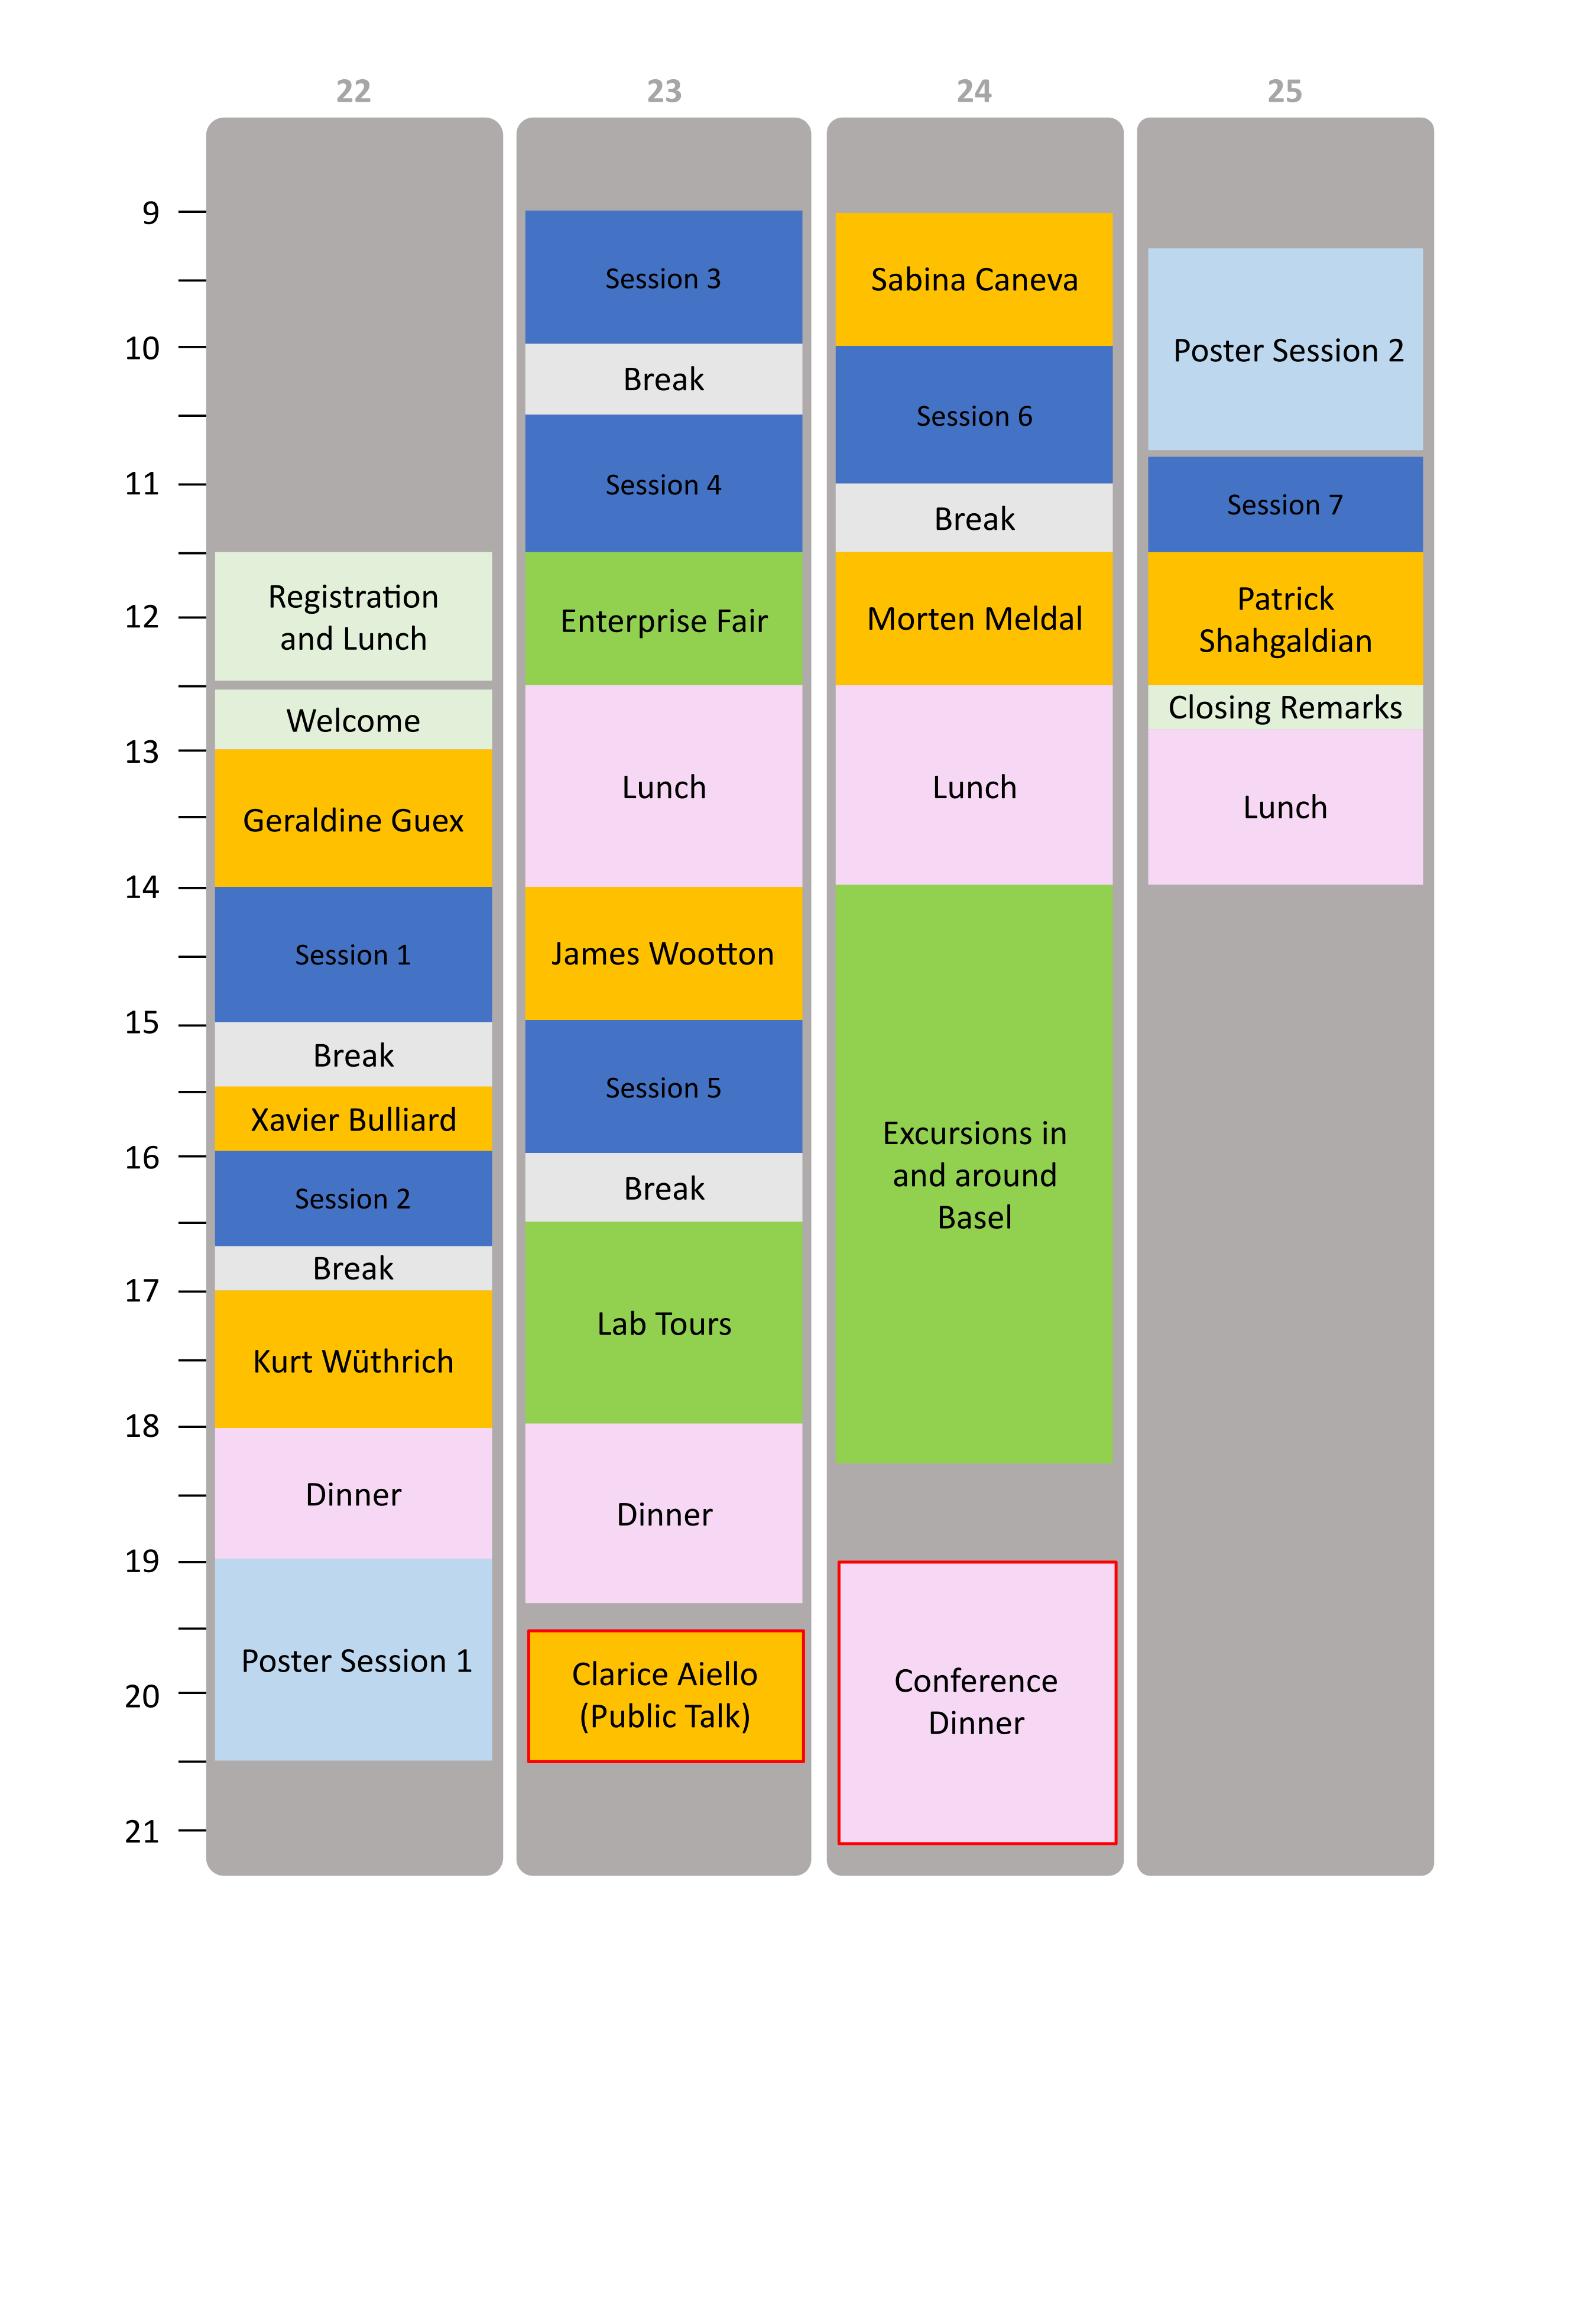 22
23
24
25
9
10
11
12
13
14
15
16
17
18
19
20
21
Registration
and Lunch
Welcome
Geraldine Guex
Session 1
Break
Xavier Bulliard
Session 2
Break
Kurt Wüthrich
Dinner
Poster Session 1
Session 3
Break
Session 4
Enterprise Fair
Lunch
James Wootton
Session 5
Break
Lab Tours
Dinner
Clarice Aiello
(Public Talk)
Sabina Caneva
Session 6
Break
Morten Meldal
Lunch
Excursions in
and around
Basel
Conference
Dinner
Poster Session 2
Session 7
Patrick
Shahgaldian
Closing Remarks
Lunch